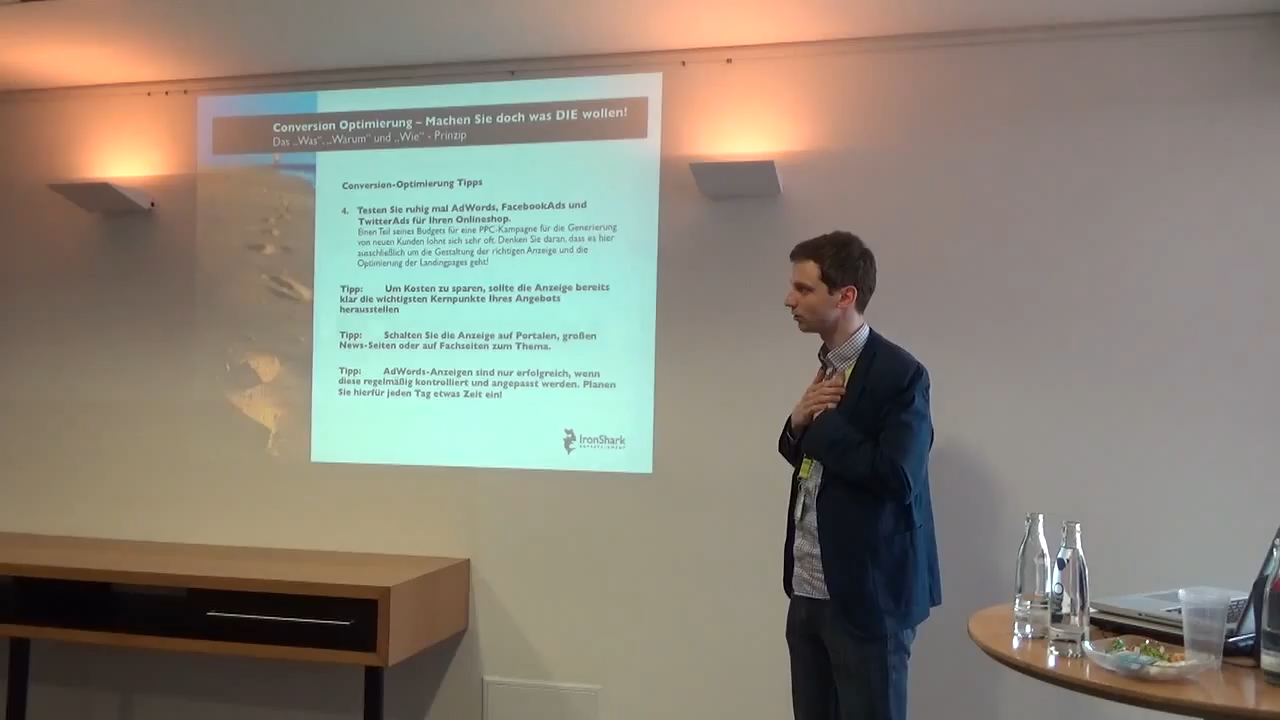 Conversion Optimierung – Machen Sie doch was DIE wollen!
Das „Was“, „Warum“ und „Wie“ - Prinzip
Conversion-Optimierung Tipps
4. Testen Sie ruhig mal AdWords, FacebookAds und
TwitterAds für Ihren Onlineshop.
Einen Teil seines Budgets für eine PPC-Kampagne für die Generierung
von neuen Kunden lohnt sich sehr oft. Denken Sie daran, dass es hier
ausschließlich um die Gestaltung der richtigen Anzeige und die
Optimierung der Landingpages geht!
Tipp: Um Kosten zu sparen, sollte die Anzeige bereits
klar die wichtigsten Kernpunkte Ihres Angebots
herausstellen
Tipp: Schalten Sie die Anzeige auf Portalen, großen
News-Seiten oder auf Fachseiten zum Thema.
Tipp: AdWords-Anzeigen sind nur erfolgreich, wenn
diese regelmäßig kontrolliert und angepasst werden. Planen
Sie hierfür jeden Tag etwas Zeit ein!
IronShark
ENTERTAINMENT